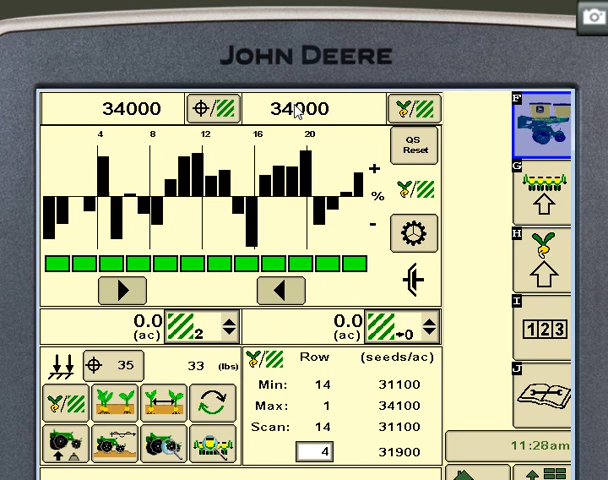 JOHN DEERE
34000
34000
4 8 12 16 20
QS
Reset
+
%
-
0.0
(ac)
2
0.0
(ac)
0
35
33 (lbs)
Row (seeds/ac)
Min: 14 31100
Max: 1 34100
Scan: 14 31100
4 31900
F
G
H
I
123
J
11:28am